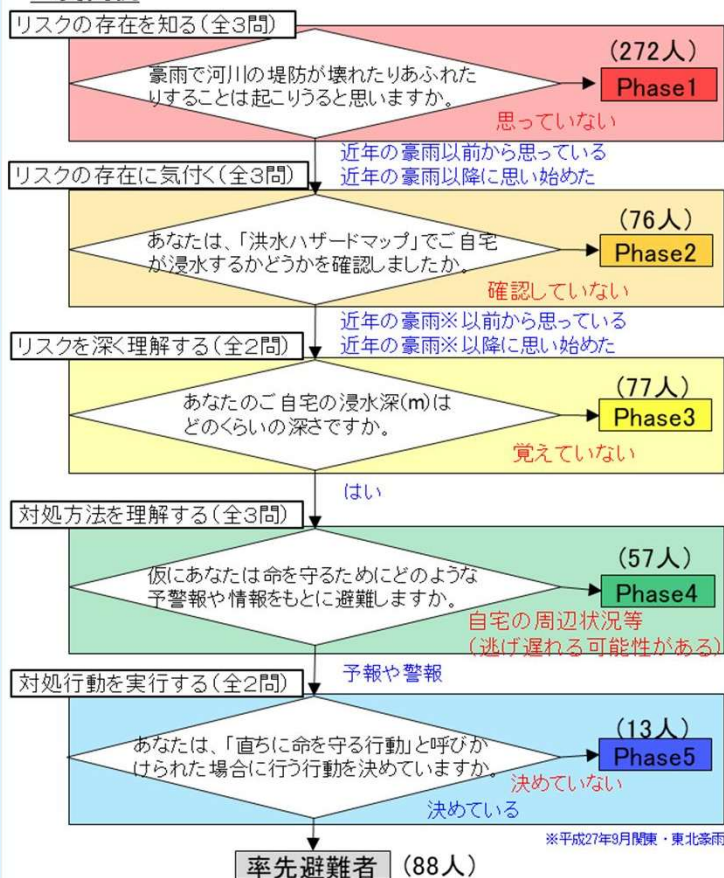 リスクの存在を知る(全3問)
豪雨で河川の堤防が壊れたりあふれた
りすることは起こりうると思いますか。
(272人)
Phase1
思っていない
近年の豪雨以前から思っている
近年の豪雨以降に思い始めた
リスクの存在に気付く(全3問)
あなたは、「洪水ハザードマップ」でご自宅
が浸水するかどうかを確認しましたか。
(76人)
Phase2
確認していない
近年の豪雨※以前から思っている
近年の豪雨※以降に思い始めた
リスクを深く理解する(全2問)
あなたのご自宅の浸水深(m)は
どのくらいの深さですか。
(77人)
Phase3
覚えていない
はい
対処方法を理解する(全3問)
仮にあなたは命を守るためにどのような
予警報や情報をもとに避難しますか。
(57人)
Phase4
自宅の周辺状況等
(逃げ遅れる可能性がある)
予報や警報
対処行動を実行する(全2問)
あなたは、「直ちに命を守る行動」と呼びか
けられた場合に行う行動を決めていますか。
(13人)
Phase5
決めていない
決めている
※平成27年9月関東・東北豪雨
率先避難者 (88人)